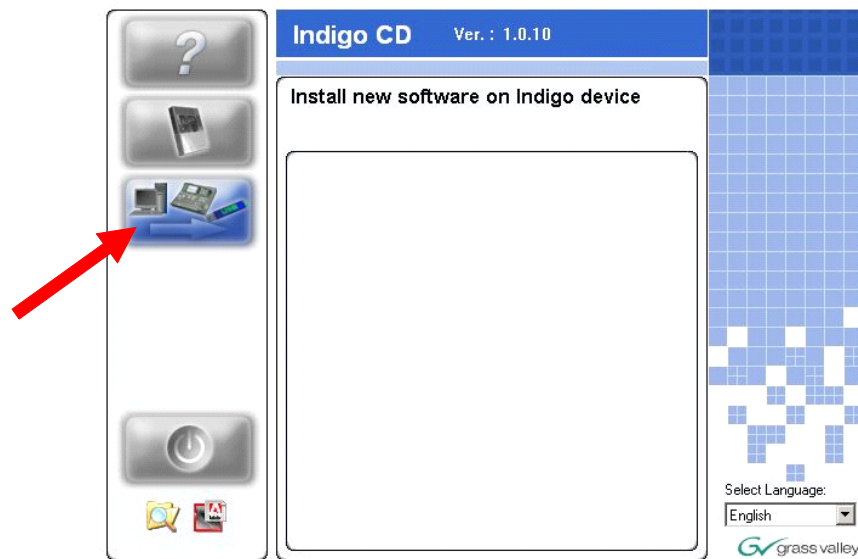 Indigo CD Ver. : 1.0.10
Install new software on Indigo device
Select Language:
English
grass valley